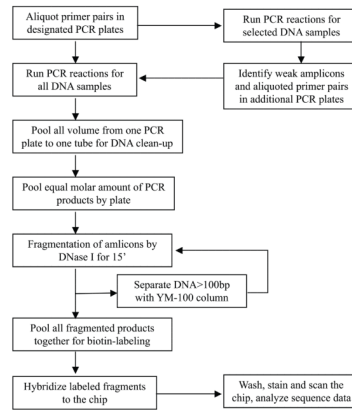 Aliquot primer pairs in
designated PCR plates
Run PCR reactions for
selected DNA samples
Run PCR reactions for
all DNA samples
Identify weak amplicons
and aliquoted primer pairs
in additional PCR plates
Pool all volume from one PCR
plate to one tube for DNA clean-up
Pool equal molar amount of PCR
products by plate
Fragmentation of amlicons by
DNase I for 15'
Separate DNA>100bp
with YM-100 column
Pool all fragmented products
together for biotin-labeling
Hybridize labeled fragments
to the chip
Wash, stain and scan the
chip, analyze sequence data